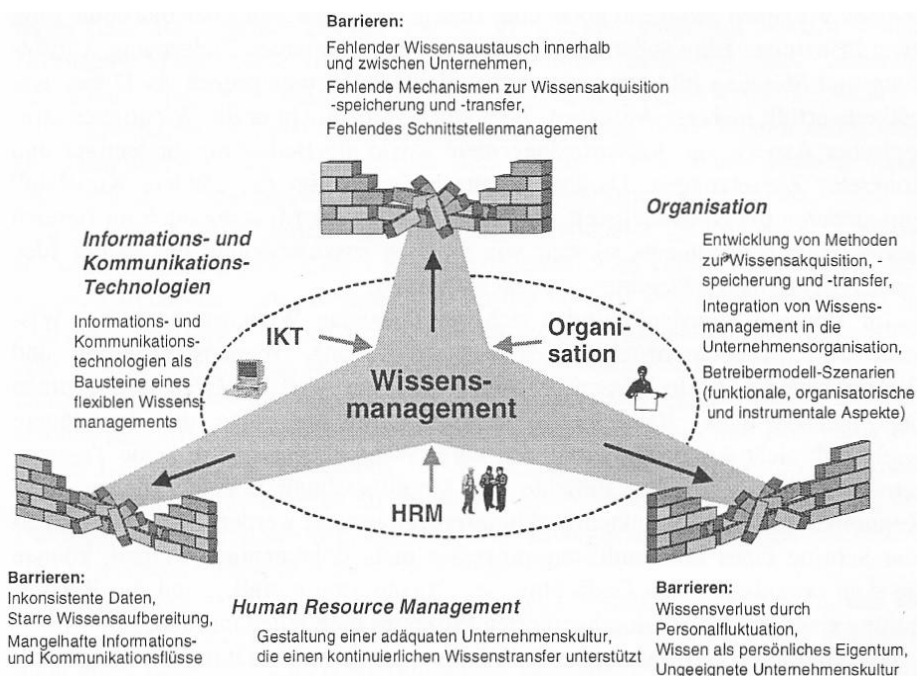 Barrieren:
Fehlender Wissensaustausch innerhalb
und zwischen Unternehmen,
Fehlende Mechanismen zur Wissensakquisition
-speicherung und -transfer,
Fehlendes Schnittstellenmanagement
Informations- und
Kommunikations-
Technologien
Informations- und
Kommunikations-
technologien als
Bausteine eines
flexiblen Wissens
managements
Organisation
Entwicklung von Methoden
zur Wissensakquisition, -
speicherung und -transfer,
Integration von Wissens-
management in die
Unternehmensorganisation,
Betreibermodell-Szenarien
(funktionale, organisatorische
und instrumentale Aspekte)
IKT
Organi-
sation
Wissens-
management
HRM
Barrieren:
Inkonsistente Daten,
Starre Wissensaufbereitung,
Mangelhafte Informations-
und Kommunikationsflüsse
Human Resource Management
Gestaltung einer adäquaten Unternehmenskultur,
die einen kontinuierlichen Wissenstransfer unterstützt
Barrieren:
Wissensverlust durch
Personalfluktuation,
Wissen als persönliches Eigentum,
Ungeeignete Unternehmenskultur